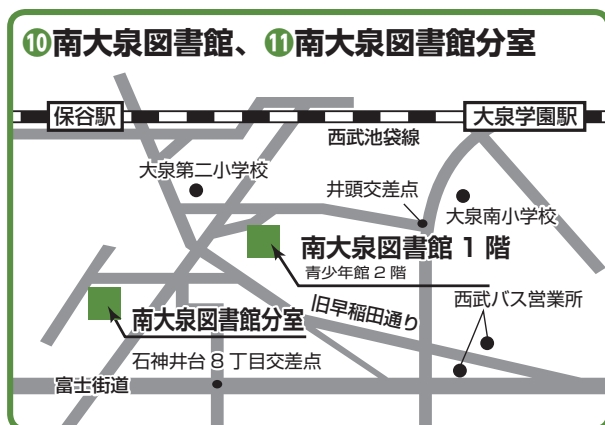 ⑩南大泉図書館、⑪南大泉図書館分室
保谷駅
大泉学園駅
西武池袋線
大泉第二小学校
井頭交差点
大泉南小学校
南大泉図書館 1 階
青少年館 2 階
南大泉図書館分室
旧早稲田通り
西武バス営業所
石神井台 8 丁目交差点
富士街道